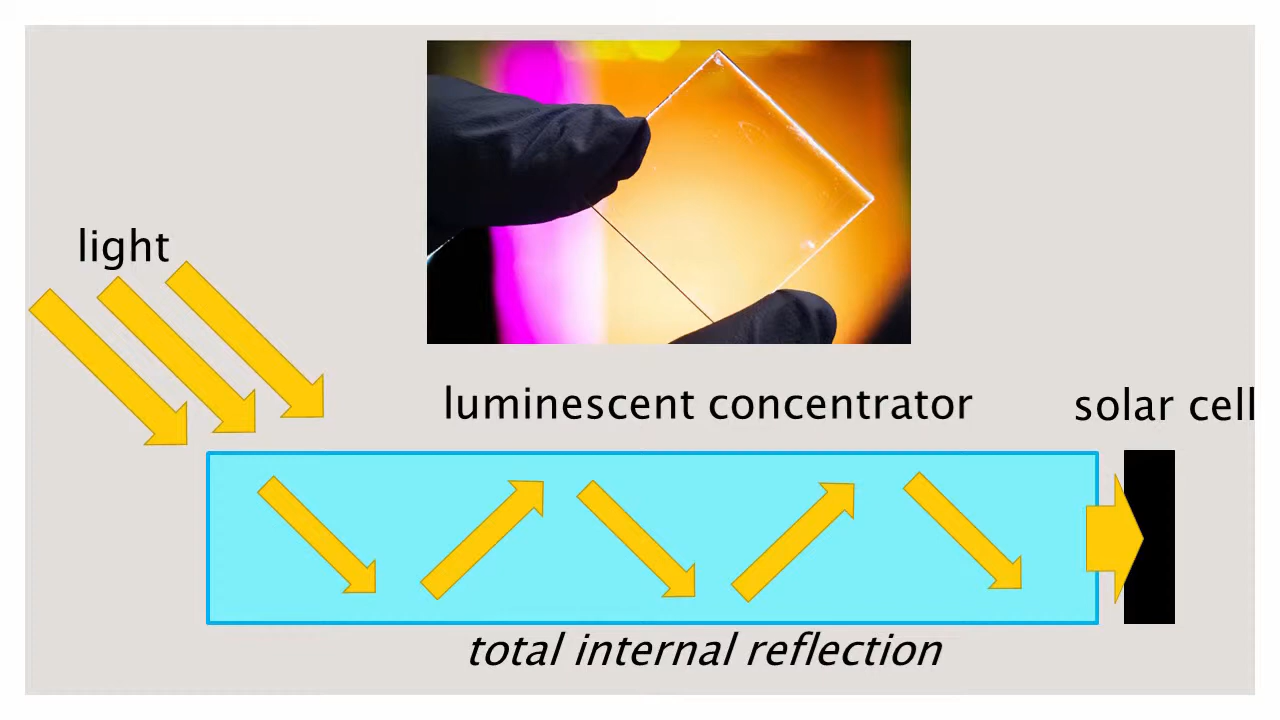 light
luminescent concentrator
solar cell
total internal reflection